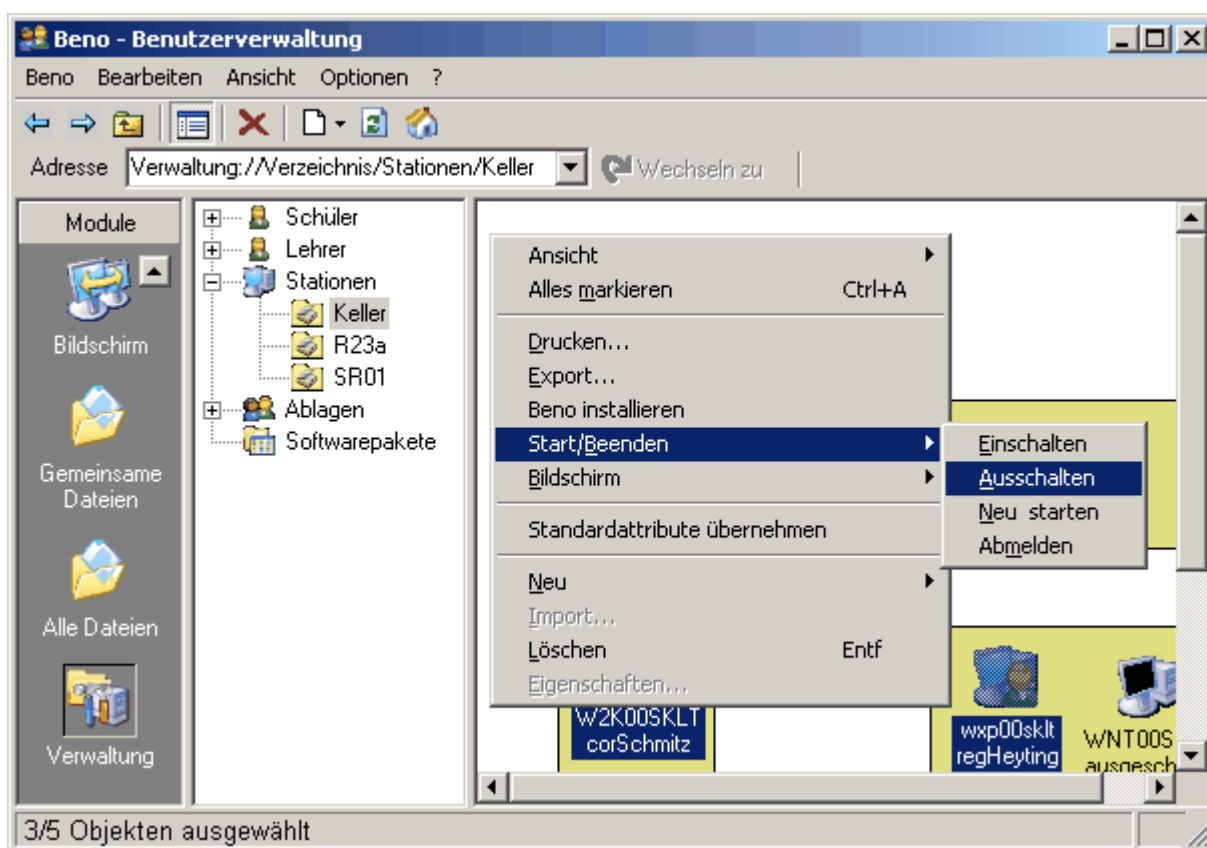 Beno - Benutzerverwaltung
Beno Bearbeiten Ansicht Optionen ?
Adresse Verwaltung://Verzeichnis/Stationen/Keller Wechseln zu
Module
Bildschirm
Gemeinsame
Dateien
Alle Dateien
Verwaltung
Schüler
Lehrer
Stationen
Keller
R23a
SR01
Ablagen
Softwarepakete
Ansicht
Alles markieren Ctrl+A
Drucken...
Export...
Beno installieren
Start/Beenden
Bildschirm
Standardattribute übernehmen
Neu
Import...
Löschen Entf
Eigenschaften...
Einschalten
Ausschalten
Neu starten
Abmelden
W2K00SKLT
corSchmitz
wxp00sklt
regHeyting
WNT00S
ausgesch
3/5 Objekten ausgewählt